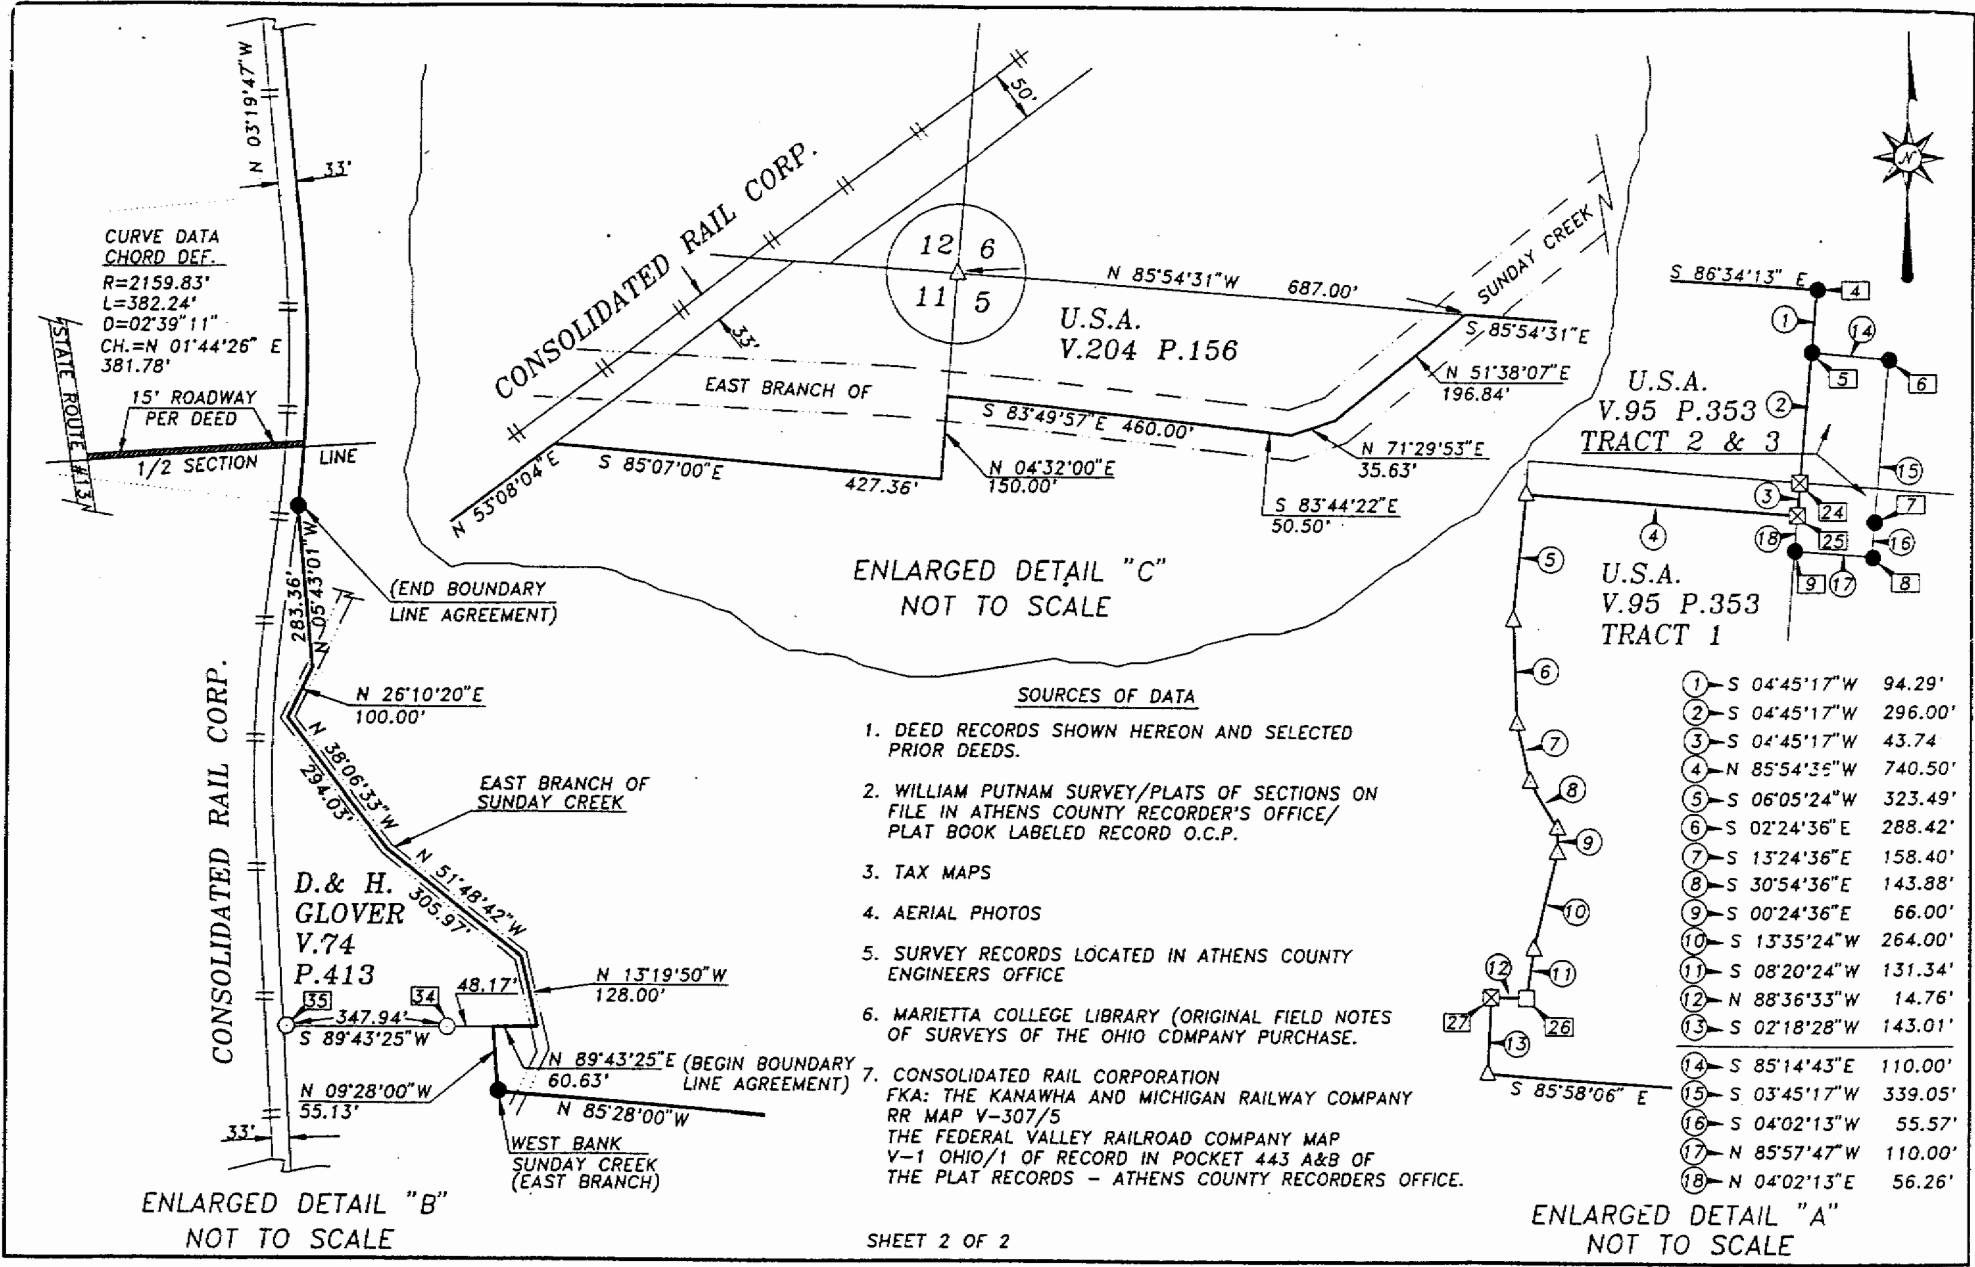 N 03°19'47"W
33'
CURVE DATA
CHORD DEF.
R=2159.83'
L=382.24'
D=02°39"11"
CH.=N 01°44'26" E
381.78'
15' ROADWAY
PER DEED
STATE ROUTE #13
1/2 SECTION LINE
283.36'
N 05°43'01"W
(END BOUNDARY
LINE AGREEMENT)
N 26°10'20"E
100.00'
N 38°06'33"W
294.03'
EAST BRANCH OF
SUNDAY CREEK
N 51°48'42"W
305.97'
CONSOLIDATED RAIL CORP.
D.& H.
GLOVER
V.74
P.413
35
34
48.17'
347.94'
S 89°43'25"W
N 13°19'50"W
128.00'
N 89°43'25"E
60.63'
(BEGIN BOUNDARY
LINE AGREEMENT)
N 09°28'00"W
55.13'
N 85°28'00"W
33'
WEST BANK
SUNDAY CREEK
(EAST BRANCH)
ENLARGED DETAIL "B"
NOT TO SCALE
50'
CONSOLIDATED RAIL CORP.
33'
12 6
11 5
N 85°54'31"W 687.00'
SUNDAY CREEK
S 85°54'31"E
U.S.A.
V.204 P.156
EAST BRANCH OF
N 51°38'07"E
196.84'
S 83°49'57"E 460.00'
N 71°29'53"E
35.63'
N 53°08'04"E
S 85°07'00"E
427.36'
N 04°32'00"E
150.00'
S 83°44'22"E
50.50'
ENLARGED DETAIL "C"
NOT TO SCALE
SOURCES OF DATA
1. DEED RECORDS SHOWN HEREON AND SELECTED
PRIOR DEEDS.
2. WILLIAM PUTNAM SURVEY/PLATS OF SECTIONS ON
FILE IN ATHENS COUNTY RECORDER'S OFFICE/
PLAT BOOK LABELED RECORD O.C.P.
3. TAX MAPS
4. AERIAL PHOTOS
5. SURVEY RECORDS LOCATED IN ATHENS COUNTY
ENGINEERS OFFICE
6. MARIETTA COLLEGE LIBRARY (ORIGINAL FIELD NOTES
OF SURVEYS OF THE OHIO COMPANY PURCHASE.
7. CONSOLIDATED RAIL CORPORATION
FKA: THE KANAWHA AND MICHIGAN RAILWAY COMPANY
RR MAP V-307/5
THE FEDERAL VALLEY RAILROAD COMPANY MAP
V-1 OHIO/1 OF RECORD IN POCKET 443 A&B OF
THE PLAT RECORDS - ATHENS COUNTY RECORDERS OFFICE.
SHEET 2 OF 2
N
S 86°34'13" E
4
1
14
5
6
U.S.A.
V.95 P.353
TRACT 2 & 3
2
15
3
24
7
4
18
25
16
5
9
17
8
U.S.A.
V.95 P.353
TRACT 1
6
7
8
9
10
11
12
27
26
13
S 85°58'06" E
1 S 04°45'17"W 94.29'
2 S 04°45'17"W 296.00'
3 S 04°45'17"W 43.74
4 N 85°54'36"W 740.50'
5 S 06°05'24"W 323.49'
6 S 02°24'36"E 288.42'
7 S 13°24'36"E 158.40'
8 S 30°54'36"E 143.88'
9 S 00°24'36"E 66.00'
10 S 13°35'24"W 264.00'
11 S 08°20'24"W 131.34'
12 N 88°36'33"W 14.76'
13 S 02°18'28"W 143.01'
14 S 85°14'43"E 110.00'
15 S 03°45'17"W 339.05'
16 S 04°02'13"W 55.57'
17 N 85°57'47"W 110.00'
18 N 04°02'13"E 56.26'
ENLARGED DETAIL "A"
NOT TO SCALE